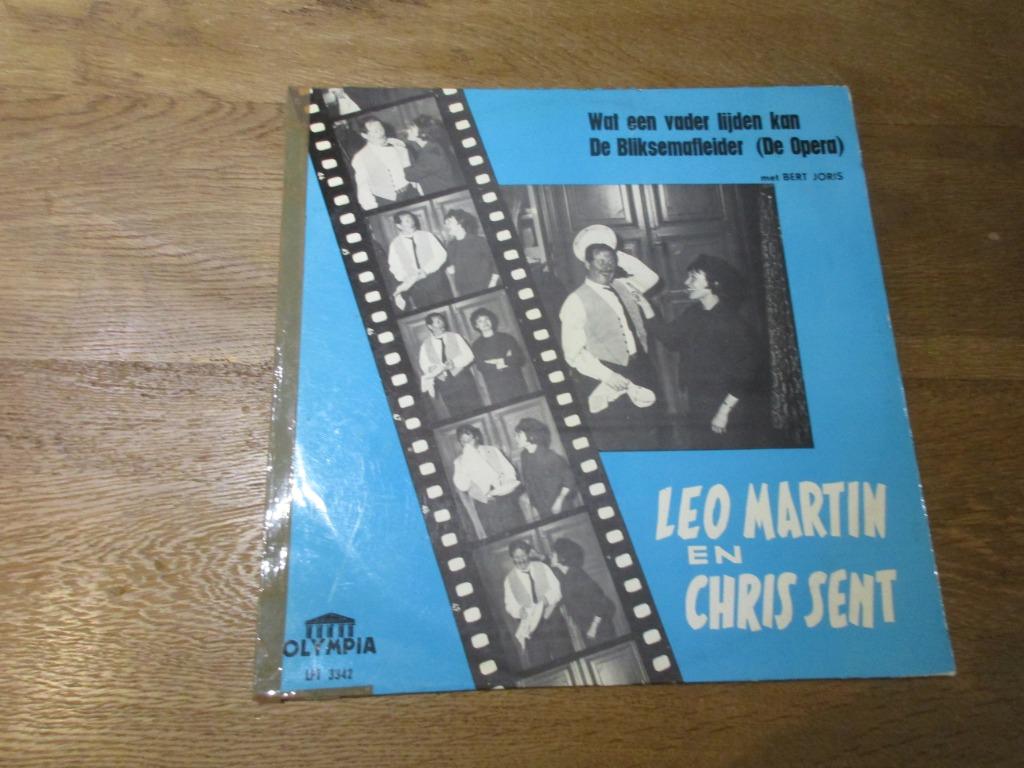 Wat een vader lijden kan
De Bliksemafleider (De Opera)
met BERT JORIS
LEO MARTIN
EN
CHRIS SENT
OLYMPIA
3342